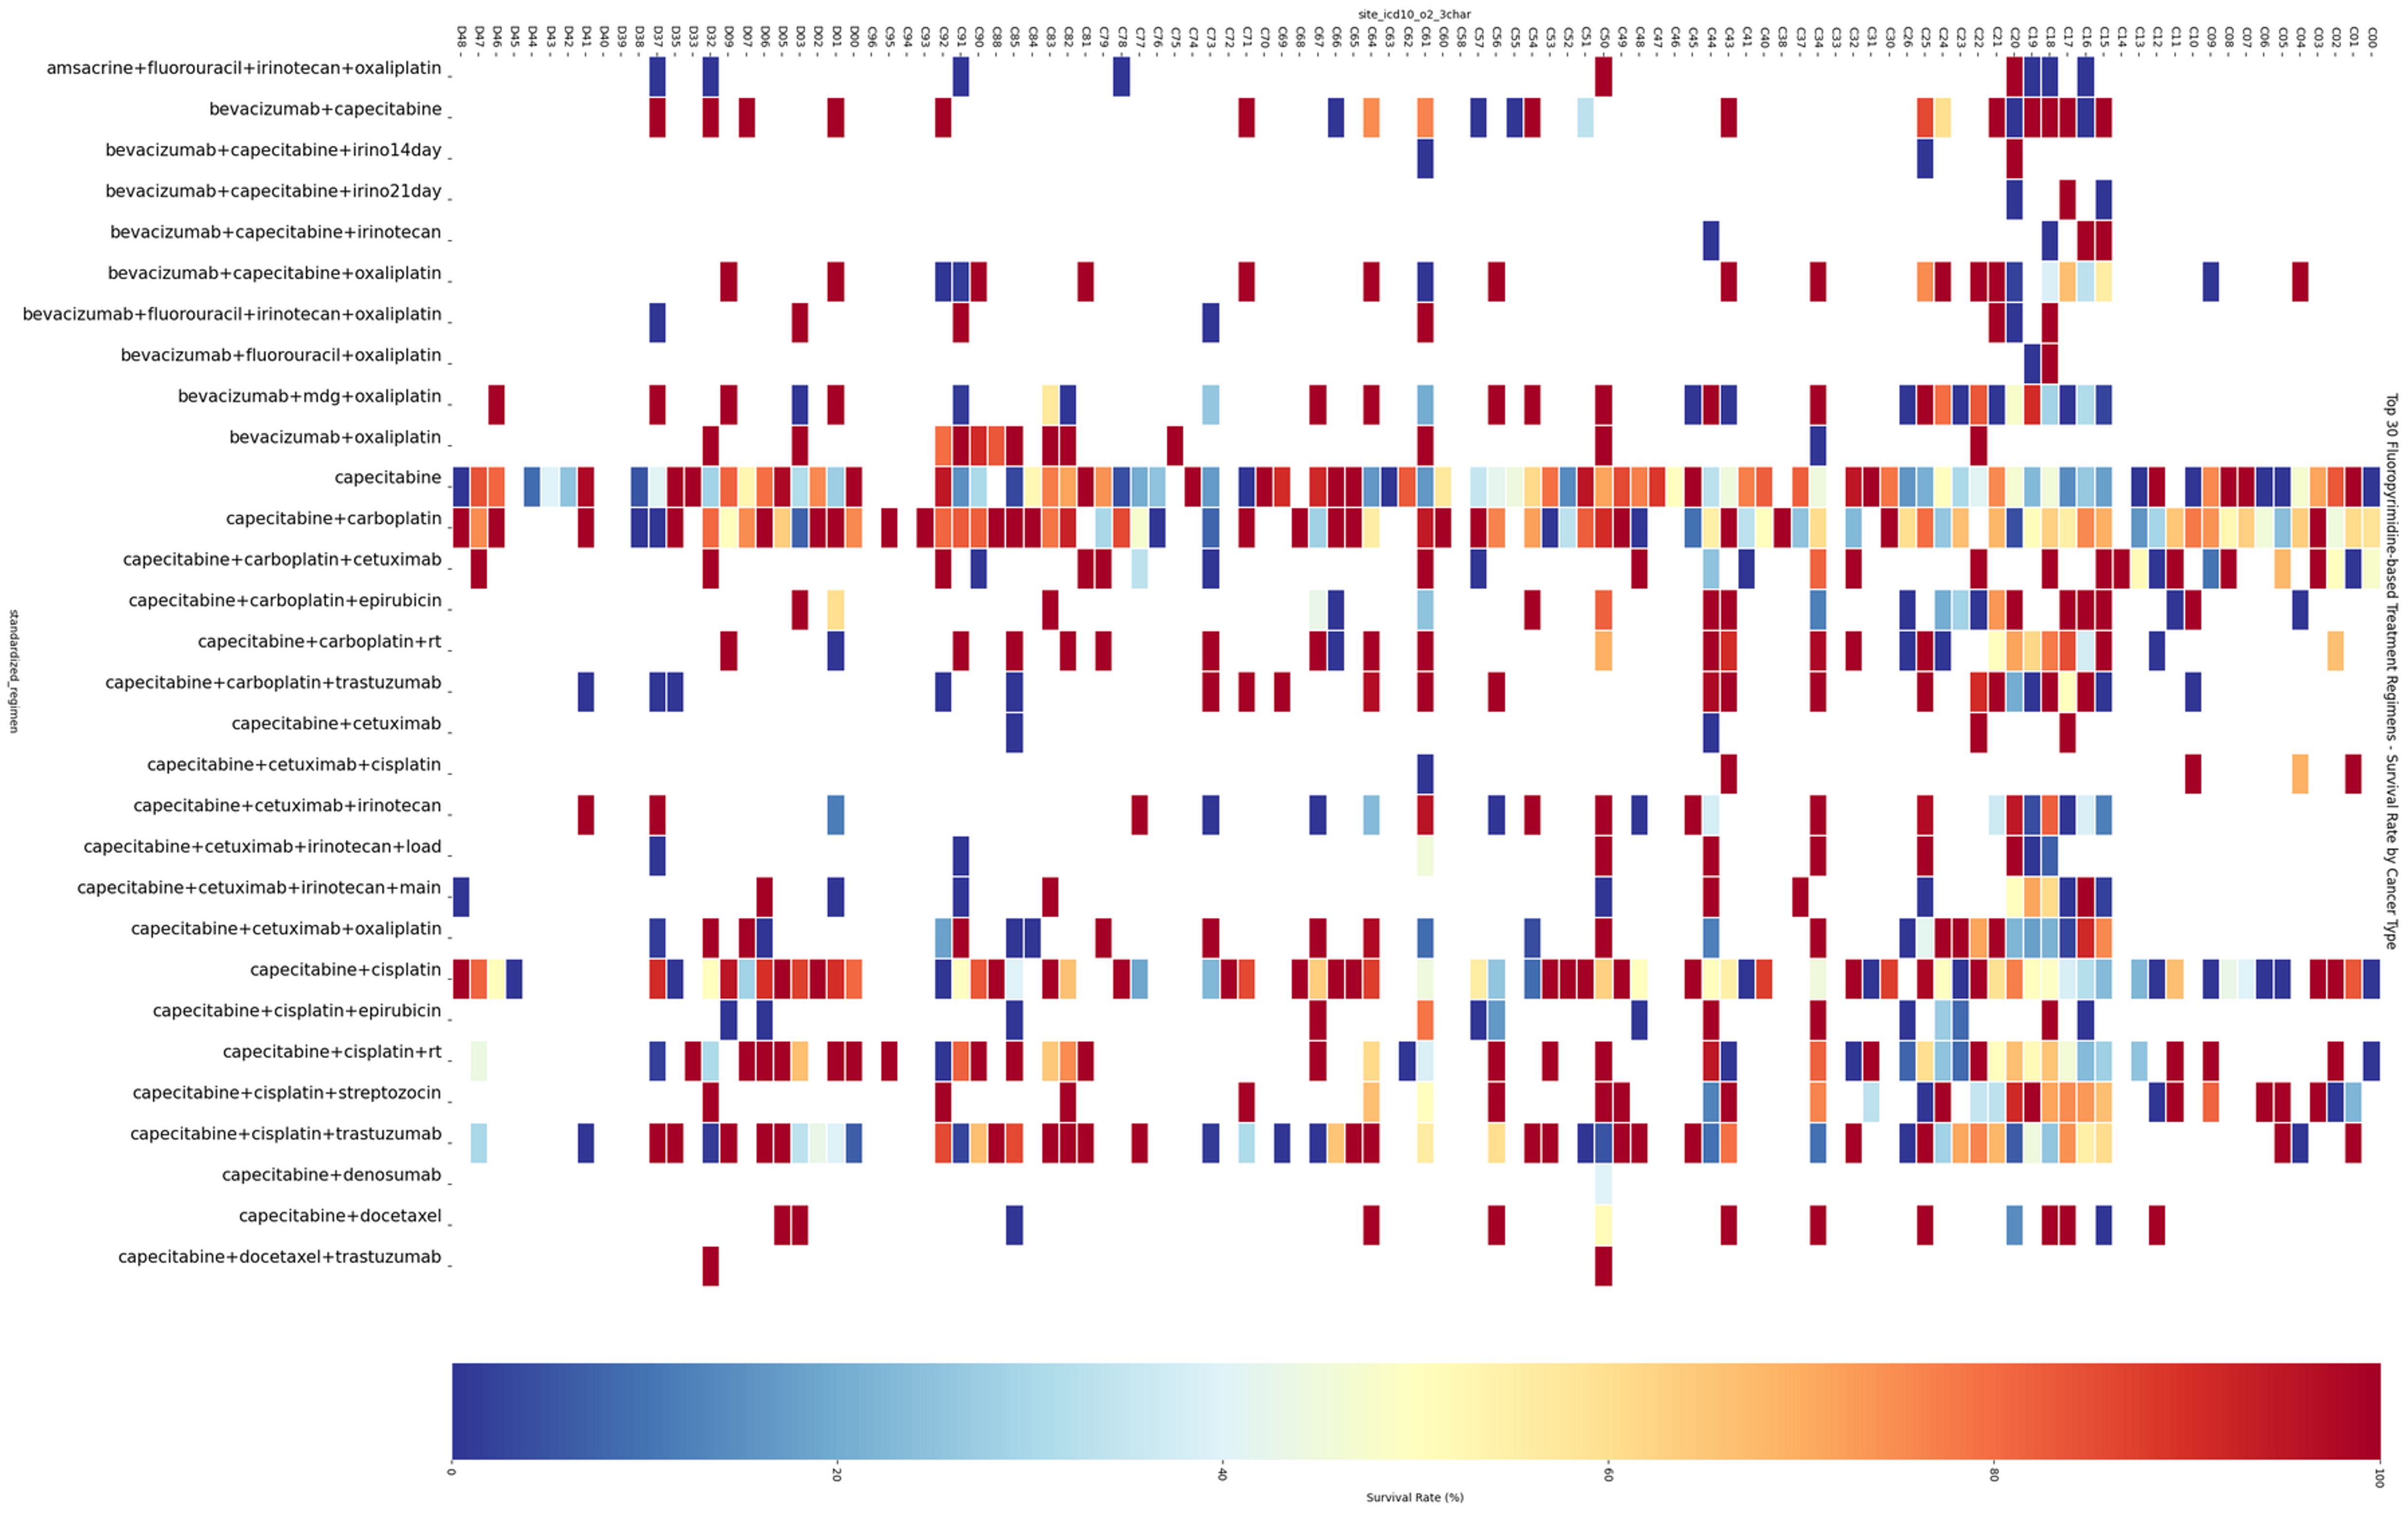 site_icd10_o2_3char
D48 D47 D46 D45 D44 D43 D42 D41 D40 D39 D38 D37 D35 D33 D32 D09 D07 D06 D05 D03 D02 D01 D00 C96 C95 C94 C93 C92 C91 C90 C88 C85 C84 C83 C82 C81 C79 C78 C77 C76 C75 C74 C73 C72 C71 C70 C69 C68 C67 C66 C65 C64 C63 C62 C61 C60 C58 C57 C56 C55 C54 C53 C52 C51 C50 C49 C48 C47 C46 C45 C44 C43 C41 C40 C38 C37 C34 C33 C32 C31 C30 C26 C25 C24 C23 C22 C21 C20 C19 C18 C17 C16 C15 C14 C13 C12 C11 C10 C09 C08 C07 C06 C05 C04 C03 C02 C01 C00
amsacrine+fluorouracil+irinotecan+oxaliplatin
bevacizumab+capecitabine
bevacizumab+capecitabine+irino14day
bevacizumab+capecitabine+irino21day
bevacizumab+capecitabine+irinotecan
bevacizumab+capecitabine+oxaliplatin
bevacizumab+fluorouracil+irinotecan+oxaliplatin
bevacizumab+fluorouracil+oxaliplatin
bevacizumab+mdg+oxaliplatin
bevacizumab+oxaliplatin
capecitabine
capecitabine+carboplatin
capecitabine+carboplatin+cetuximab
capecitabine+carboplatin+epirubicin
capecitabine+carboplatin+rt
capecitabine+carboplatin+trastuzumab
capecitabine+cetuximab
capecitabine+cetuximab+cisplatin
capecitabine+cetuximab+irinotecan
capecitabine+cetuximab+irinotecan+load
capecitabine+cetuximab+irinotecan+main
capecitabine+cetuximab+oxaliplatin
capecitabine+cisplatin
capecitabine+cisplatin+epirubicin
capecitabine+cisplatin+rt
capecitabine+cisplatin+streptozocin
capecitabine+cisplatin+trastuzumab
capecitabine+denosumab
capecitabine+docetaxel
capecitabine+docetaxel+trastuzumab
standardized_regimen
Top 30 Fluoropyrimidine-based Treatment Regimens - Survival Rate by Cancer Type
0 20 40 60 80 100
Survival Rate (%)